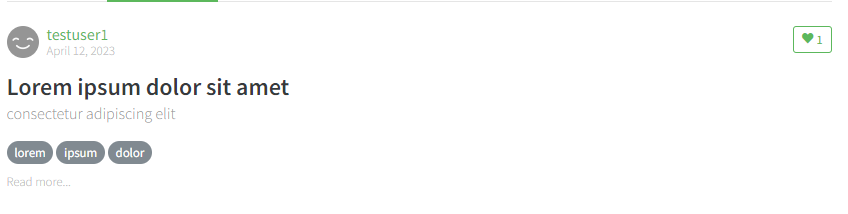 testuser1
April 12, 2023
1
Lorem ipsum dolor sit amet
consectetur adipiscing elit
lorem ipsum dolor
Read more...